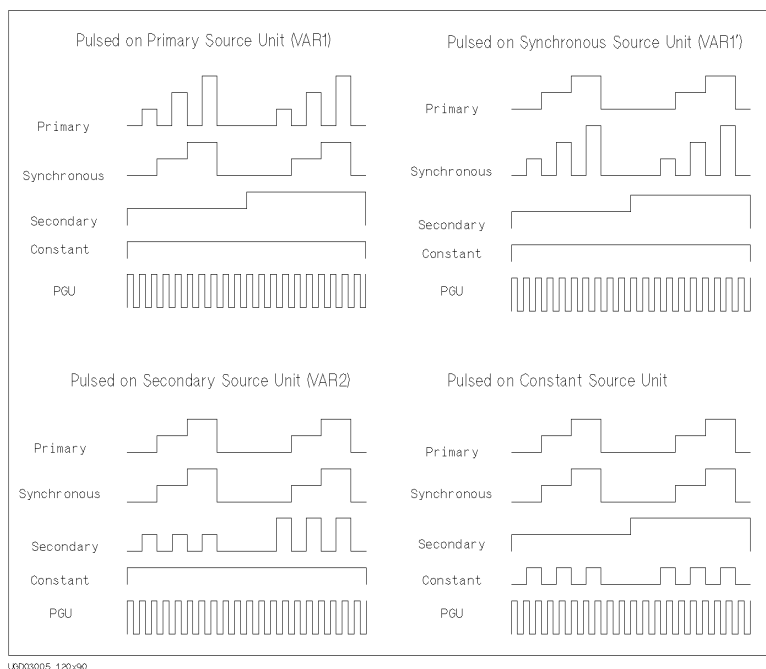 Pulsed on Primary Source Unit (VAR1)
Primary
Synchronous
Secondary
Constant
PGU
Pulsed on Synchronous Source Unit (VAR1')
Primary
Synchronous
Secondary
Constant
PGU
Pulsed on Secondary Source Unit (VAR2)
Primary
Synchronous
Secondary
Constant
PGU
Pulsed on Constant Source Unit
Primary
Synchronous
Secondary
Constant
PGU
UGD03005 120x90